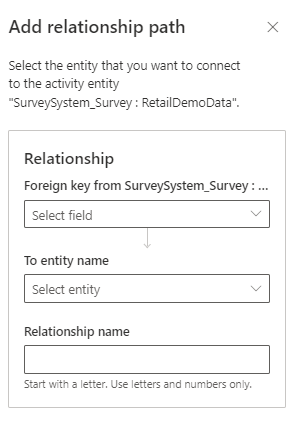 Add relationship path
Select the entity that you want to connect
to the activity entity
"SurveySystem_Survey : RetailDemoData".
Relationship
Foreign key from SurveySystem_Survey : ...
Select field
To entity name
Select entity
Relationship name
Start with a letter. Use letters and numbers only.